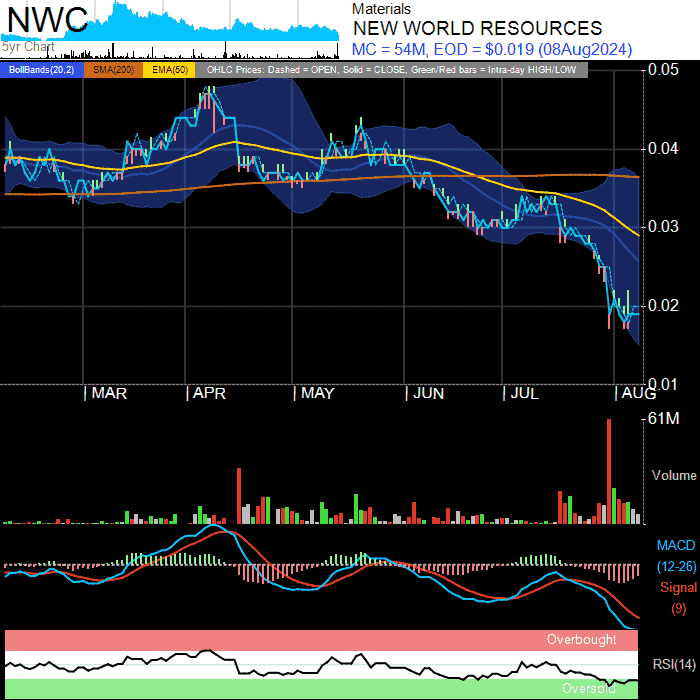 NWC
5yr Chart
Materials
NEW WORLD RESOURCES
MC = 54M, EOD = $0.019 (08Aug2024)
BollBands(20,2) SMA(200) EMA(50) OHLC Prices: Dashed = OPEN, Solid = CLOSE, Green/Red bars = Intra-day HIGH/LOW
0.05
0.04
0.03
0.02
0.01
| MAR | APR | MAY | JUN | JUL | AUG
61M
Volume
MACD
(12-26)
Signal
(9)
Overbought
RSI(14)
Oversold